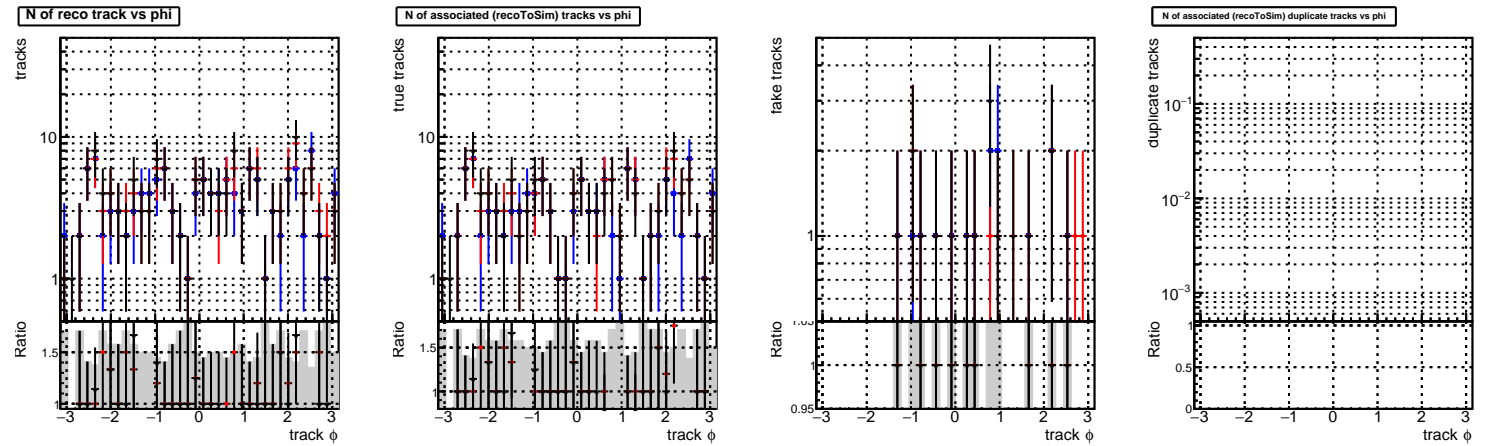 N of reco track vs phi
tracks
10
1
Ratio
1.5
1
−3 −2 −1 0 1 2 3
track ϕ
N of associated (recoToSim) tracks vs phi
true tracks
10
1
Ratio
1.5
1
−3 −2 −1 0 1 2 3
track ϕ
fake tracks
1
Ratio
1
0.95
−3 −2 −1 0 1 2 3
track ϕ
N of associated (recoToSim) duplicate tracks vs phi
duplicate tracks
10−1
10−2
10−3
Ratio
1
0.5
0
−3 −2 −1 0 1 2 3
track ϕ